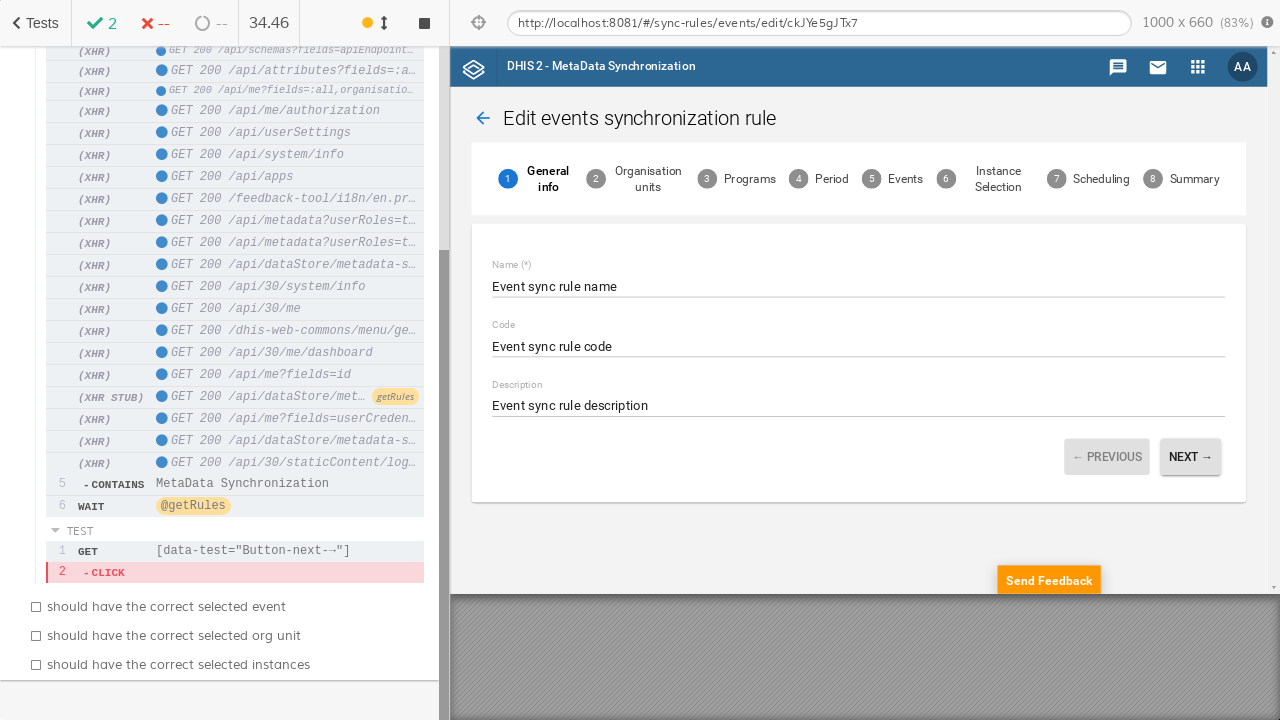 Tests 2 -- -- 34.46
http://localhost:8081/#/sync-rules/events/edit/ckJYe5gJTx7 1000 x 660 (83%)
(XHR) GET 200 /api/schemas?fields=apiEndpoint…
(XHR) GET 200 /api/attributes?fields=:a…
(XHR) GET 200 /api/me?fields=:all,organisatio…
(XHR) GET 200 /api/me/authorization
(XHR) GET 200 /api/userSettings
(XHR) GET 200 /api/system/info
(XHR) GET 200 /api/apps
(XHR) GET 200 /feedback-tool/i18n/en.pr…
(XHR) GET 200 /api/metadata?userRoles=t…
(XHR) GET 200 /api/metadata?userRoles=t…
(XHR) GET 200 /api/dataStore/metadata-s…
(XHR) GET 200 /api/30/system/info
(XHR) GET 200 /api/30/me
(XHR) GET 200 /dhis-web-commons/menu/ge…
(XHR) GET 200 /api/30/me/dashboard
(XHR) GET 200 /api/me?fields=id
(XHR STUB) GET 200 /api/dataStore/met… getRules
(XHR) GET 200 /api/me?fields=userCreden…
(XHR) GET 200 /api/dataStore/metadata-s…
(XHR) GET 200 /api/30/staticContent/log…
5 - CONTAINS MetaData Synchronization
6 WAIT @getRules
TEST
1 GET [data-test="Button-next-→"]
2 - CLICK
should have the correct selected event
should have the correct selected org unit
should have the correct selected instances
DHIS 2 - MetaData Synchronization AA
Edit events synchronization rule
1 General info
2 Organisation units
3 Programs
4 Period
5 Events
6 Instance Selection
7 Scheduling
8 Summary
Name (*)
Event sync rule name
Code
Event sync rule code
Description
Event sync rule description
← PREVIOUS NEXT →
Send Feedback